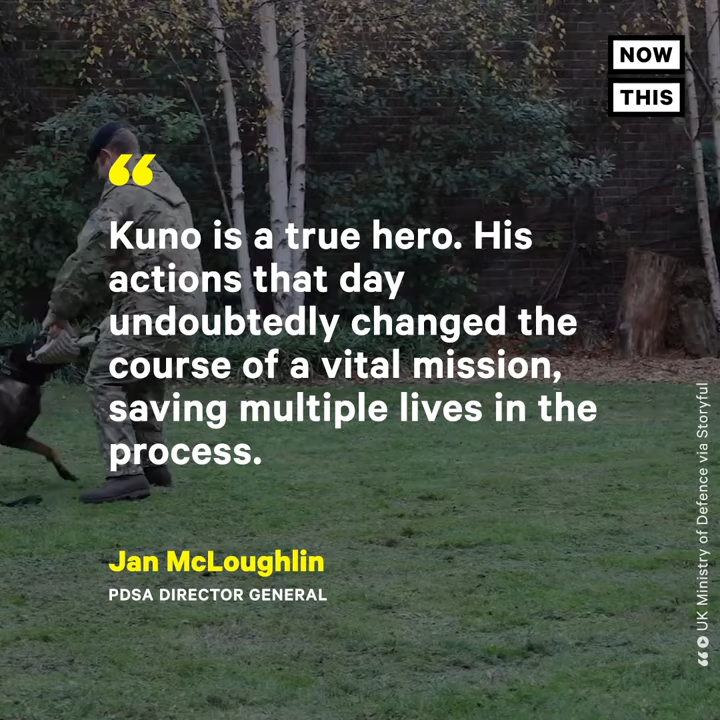 NOW
THIS
“
Kuno is a true hero. His
actions that day
undoubtedly changed the
course of a vital mission,
saving multiple lives in the
process.
Jan McLoughlin
PDSA DIRECTOR GENERAL
UK Ministry of Defence via Storyful